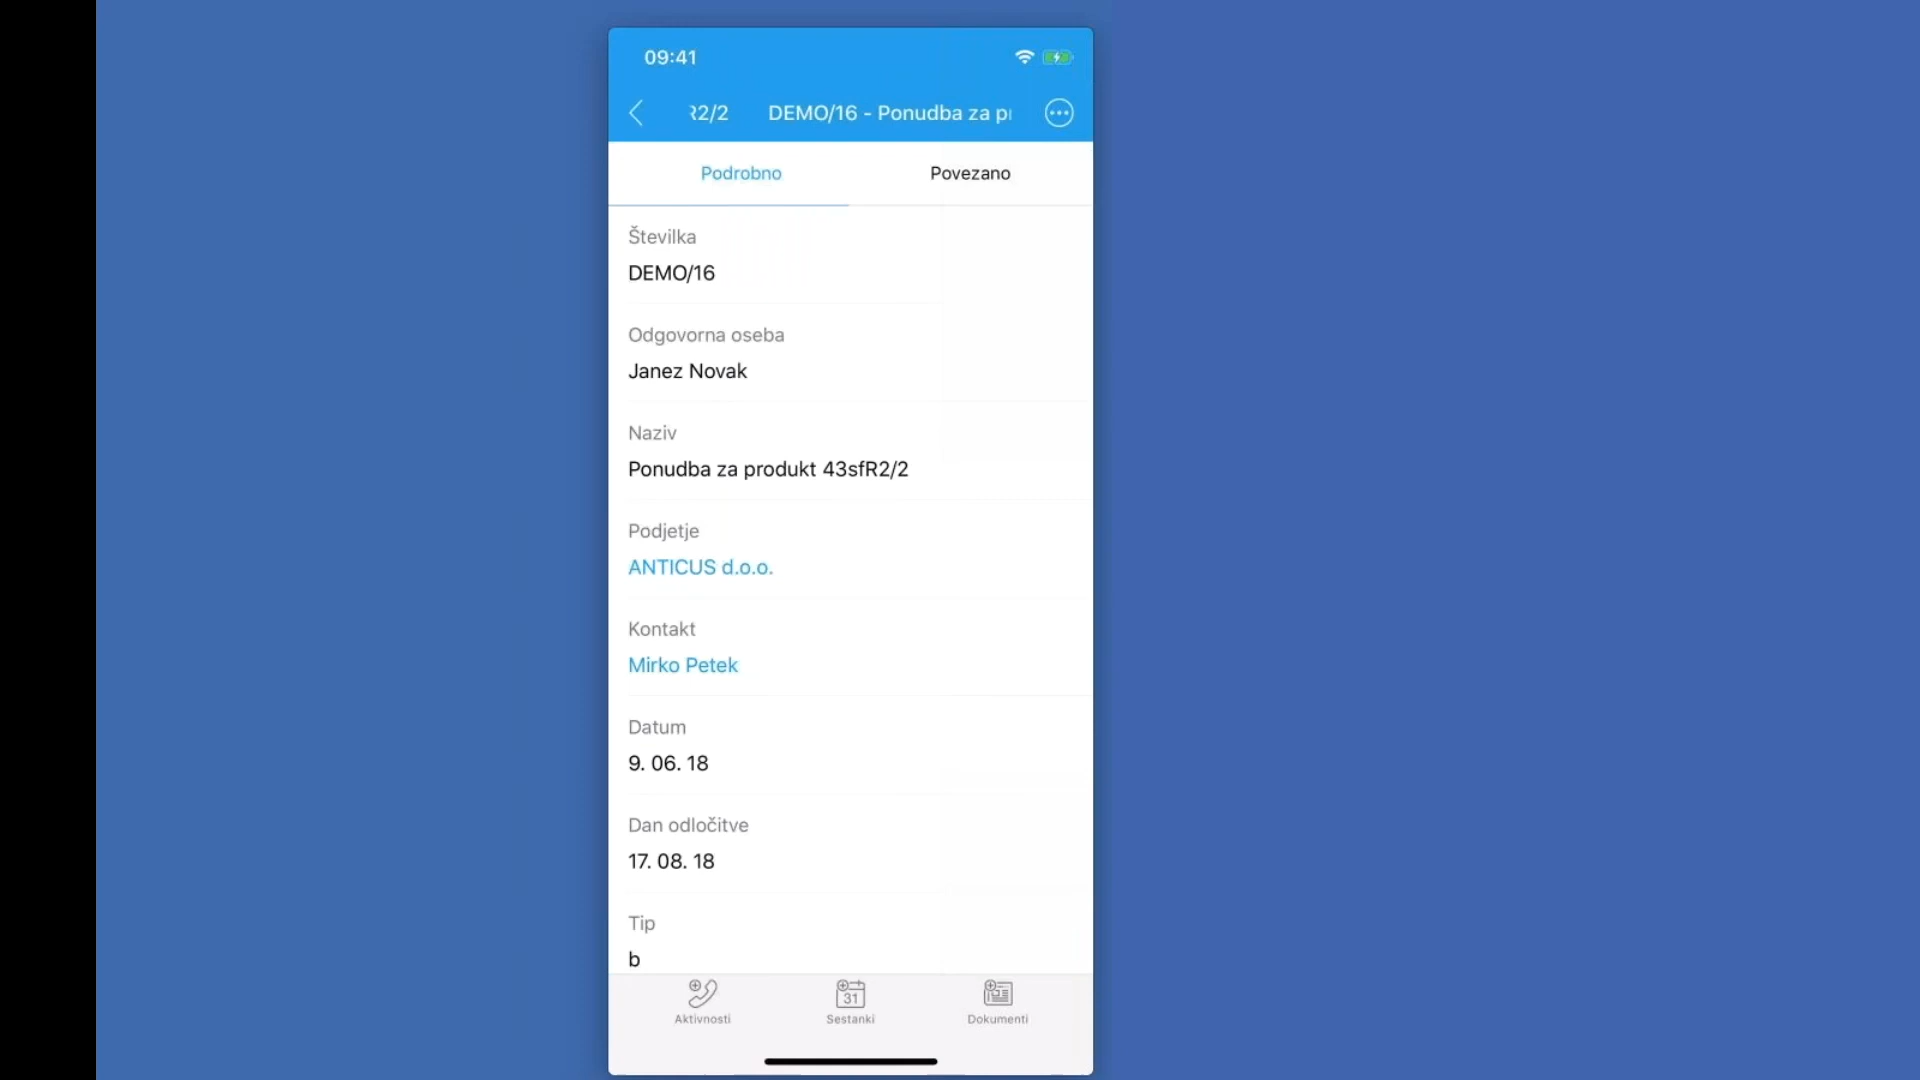 09:41
R2/2 DEMO/16 - Ponudba za pr
Podrobno Povezano
Številka
DEMO/16
Odgovorna oseba
Janez Novak
Naziv
Ponudba za produkt 43sfR2/2
Podjetje
ANTICUS d.o.o.
Kontakt
Mirko Petek
Datum
9. 06. 18
Dan odločitve
17. 08. 18
Tip
b
31
Aktivnosti Sestanki Dokumenti